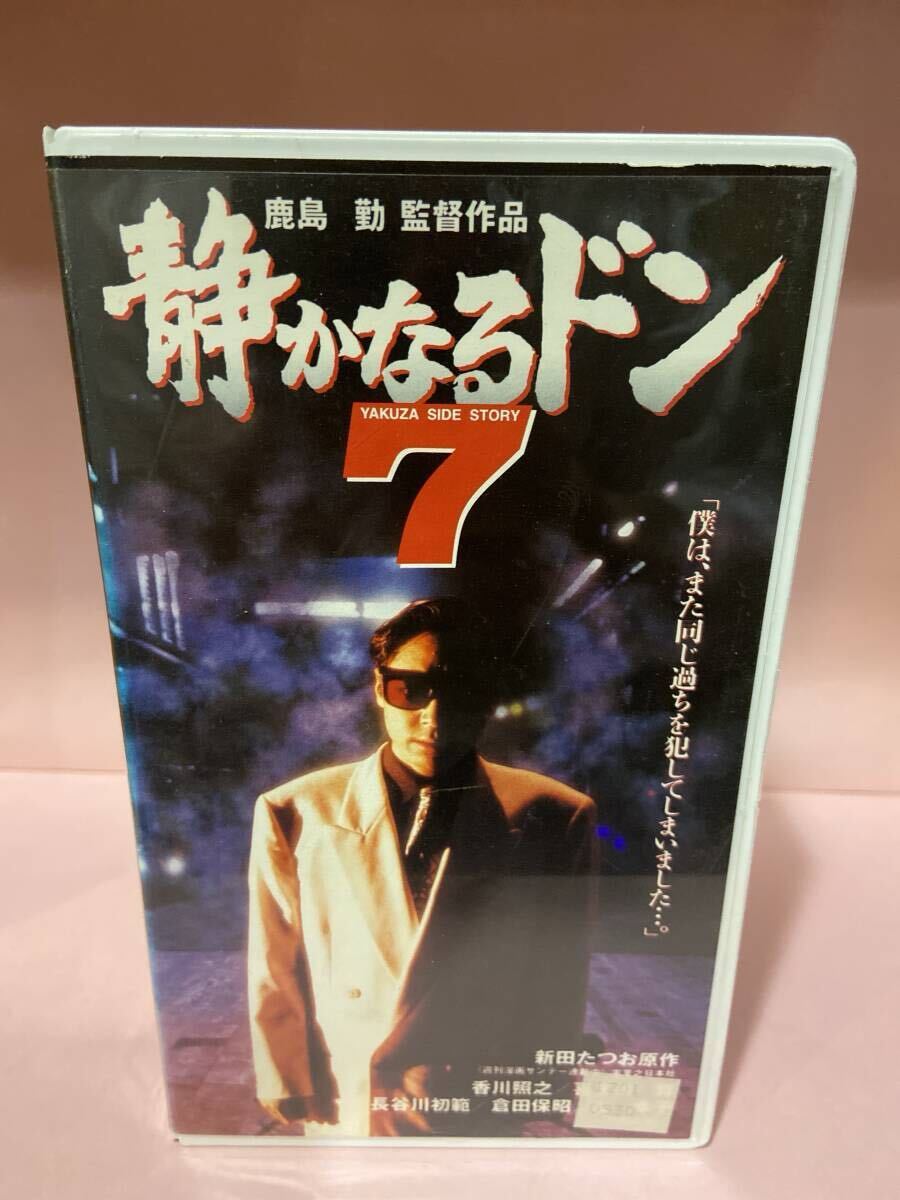 鹿島 勤 監督作品
静かなるドン
YAKUZA SIDE STORY
7
「僕は、また同じ過ちを犯してしまいました…。」
新田たつお原作
香川照之／
長谷川初範／倉田保昭